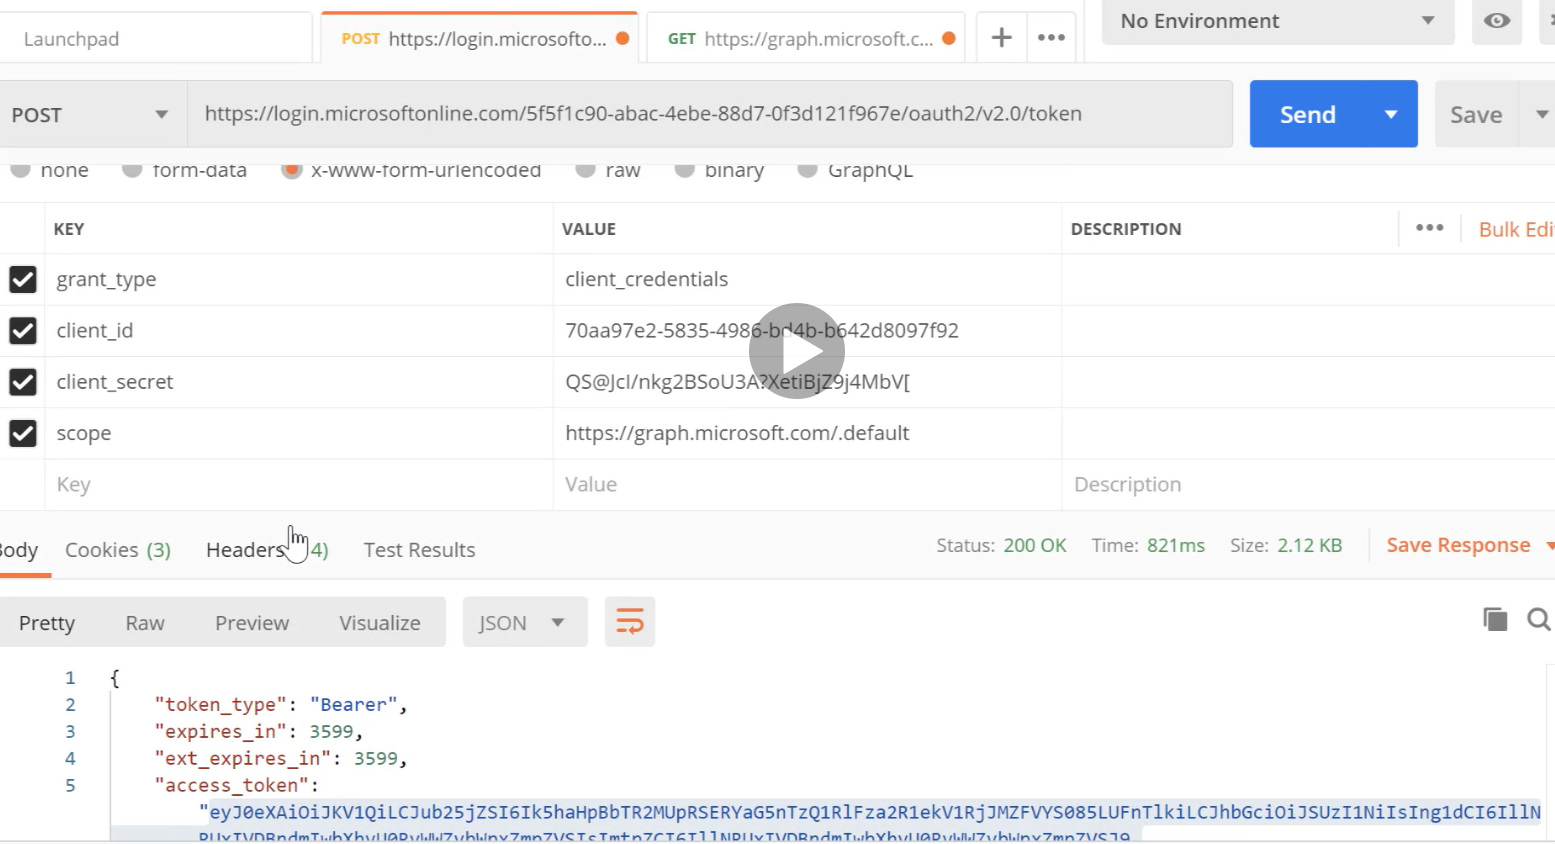 Launchpad
POST https://login.microsofto...
GET https://graph.microsoft.c...
No Environment
POST
https://login.microsoftonline.com/5f5f1c90-abac-4ebe-88d7-0f3d121f967e/oauth2/v2.0/token
Send
Save
none form-data x-www-form-urlencoded raw binary GraphQL
KEY VALUE DESCRIPTION Bulk Edi
grant_type client_credentials
client_id 70aa97e2-5835-4986-bd4b-b642d8097f92
client_secret QS@JcI/nkg2BSoU3A?XetiBjZ9j4MbV[
scope https://graph.microsoft.com/.default
Key Value Description
Body Cookies (3) Headers 4) Test Results Status: 200 OK Time: 821ms Size: 2.12 KB Save Response
Pretty Raw Preview Visualize JSON
1 {
2 "token_type": "Bearer",
3 "expires_in": 3599,
4 "ext_expires_in": 3599,
5 "access_token":
"eyJ0eXAiOiJKV1QiLCJub25jZSI6Ik5haHpBbTR2MUpRSERYaG5nTzQ1RlFza2R1ekV1RjJMZFVYS085LUFnTlkiLCJhbGciOiJSUzI1NiIsIng1dCI6IllN